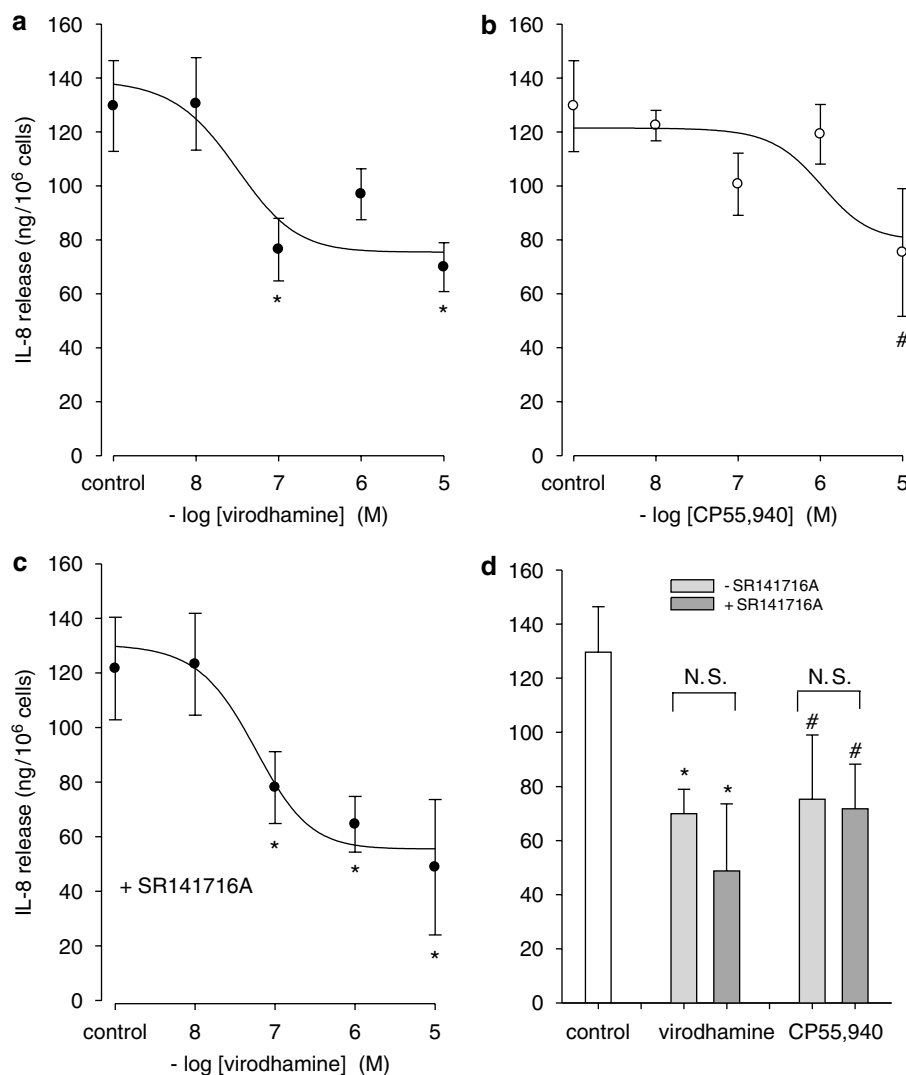 a
160
140
120
100
80
60
40
20
0
IL-8 release (ng/10⁶ cells)
*
*
control 8 7 6 5
- log [virodhamine] (M)
b
160
140
120
100
80
60
40
20
0
#
control 8 7 6 5
- log [CP55,940] (M)
c
160
140
120
100
80
60
40
20
0
IL-8 release (ng/10⁶ cells)
+ SR141716A
*
*
*
control 8 7 6 5
- log [virodhamine] (M)
d
160
140
120
100
80
60
40
20
0
- SR141716A
+ SR141716A
N. S. N. S.
* * # #
control virodhamine CP55,940